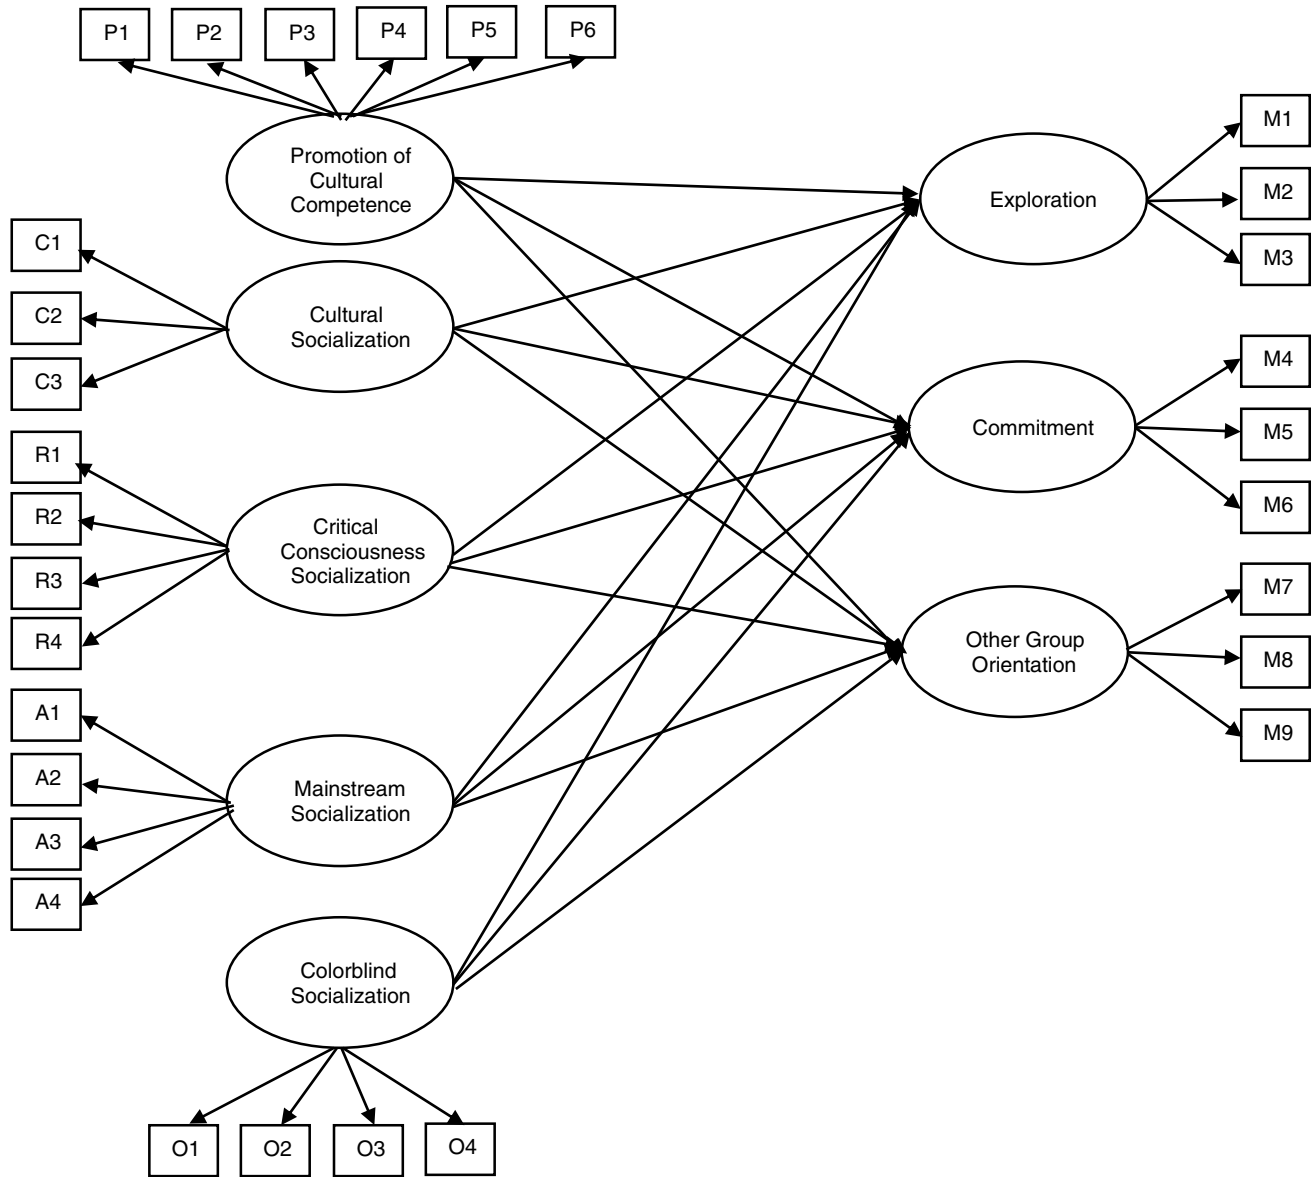 P1
P2
P3
P4
P5
P6
Promotion of
Cultural
Competence
C1
C2
C3
Cultural
Socialization
R1
R2
R3
R4
Critical
Consciousness
Socialization
A1
A2
A3
A4
Mainstream
Socialization
Colorblind
Socialization
O1
O2
O3
O4
Exploration
M1
M2
M3
Commitment
M4
M5
M6
Other Group
Orientation
M7
M8
M9